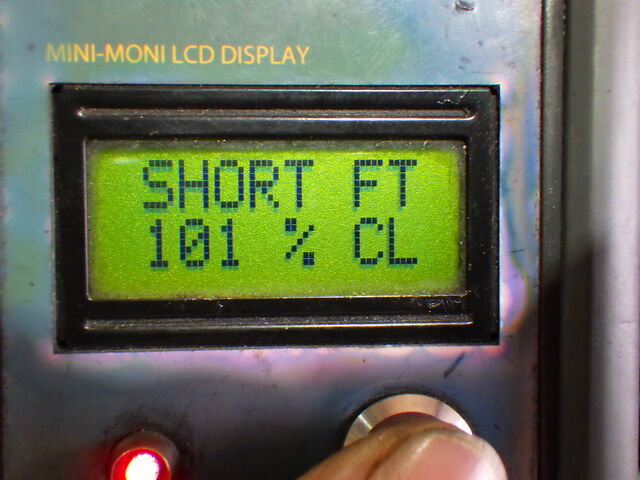 MINI-MONI LCD DISPLAY
SHORT FT
101 % CL